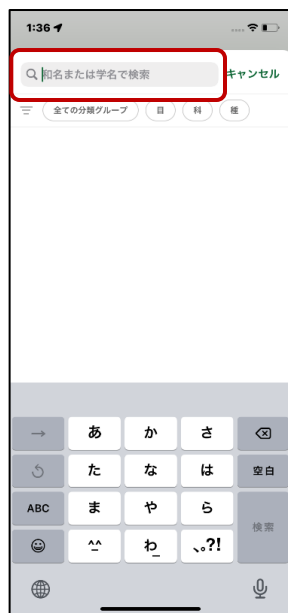 1:36
和名または学名で検索 キャンセル
全ての分類グループ 目 科 種
→ あ か さ
た な は 空白
ABC ま や ら
検索
^^ わ_ 、。?!